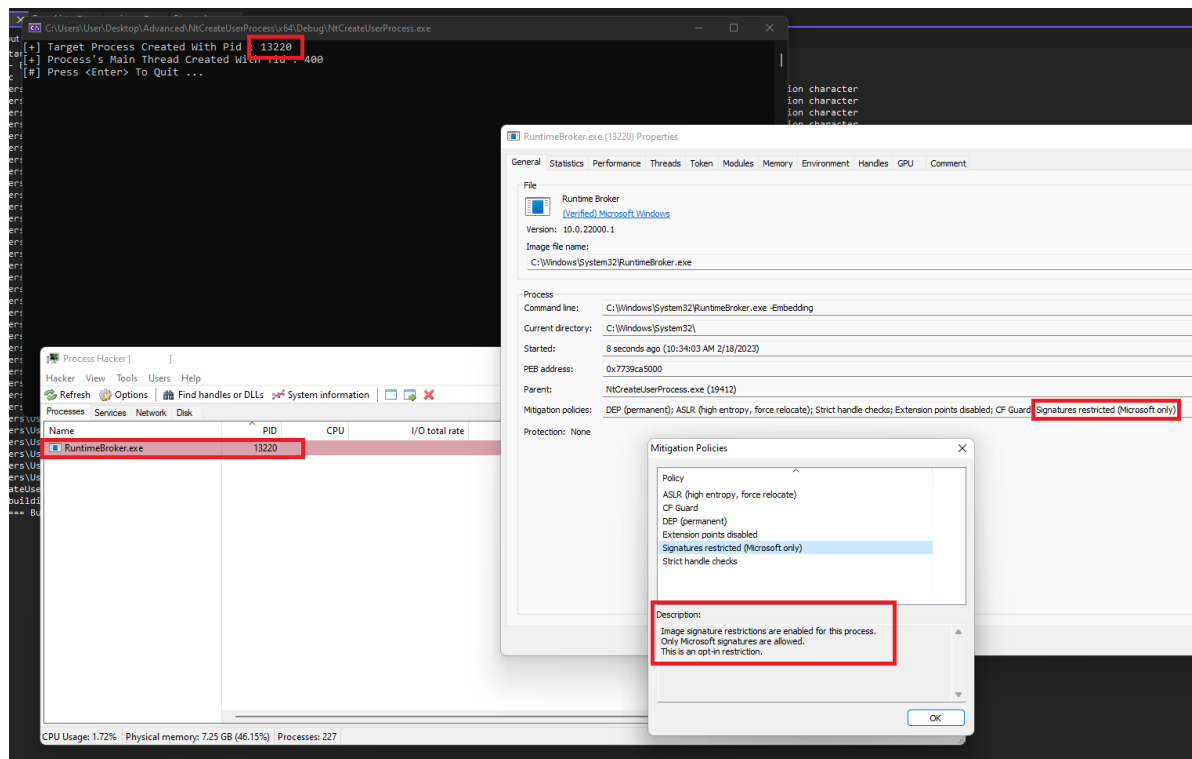 C:\Users\User\Desktop\Advanced\NtCreateUserProcess\x64\Debug\NtCreateUserProcess.exe
[+] Target Process Created With Pid : 13220
[+] Process's Main Thread Created With Tid : 400
[#] Press <Enter> To Quit ...
ion character
ion character
ion character
ion character
RuntimeBroker.exe (13220) Properties
General Statistics Performance Threads Token Modules Memory Environment Handles GPU Comment
File
Runtime Broker
(Verified) Microsoft Windows
Version: 10.0.22000.1
Image file name:
C:\Windows\System32\RuntimeBroker.exe
Process
Command line: C:\Windows\System32\RuntimeBroker.exe -Embedding
Current directory: C:\Windows\System32\
Started: 8 seconds ago (10:34:03 AM 2/18/2023)
PEB address: 0x7739ca5000
Parent: NtCreateUserProcess.exe (19412)
Mitigation policies: DEP (permanent); ASLR (high entropy, force relocate); Strict handle checks; Extension points disabled; CF Guard; Signatures restricted (Microsoft only)
Protection: None
Process Hacker [ ]
Hacker View Tools Users Help
Refresh Options Find handles or DLLs System information
Processes Services Network Disk
Name PID CPU I/O total rate
RuntimeBroker.exe 13220
CPU Usage: 1.72% Physical memory: 7.25 GB (46.15%) Processes: 227
Mitigation Policies
Policy
ASLR (high entropy, force relocate)
CF Guard
DEP (permanent)
Extension points disabled
Signatures restricted (Microsoft only)
Strict handle checks
Description:
Image signature restrictions are enabled for this process.
Only Microsoft signatures are allowed.
This is an opt-in restriction.
OK